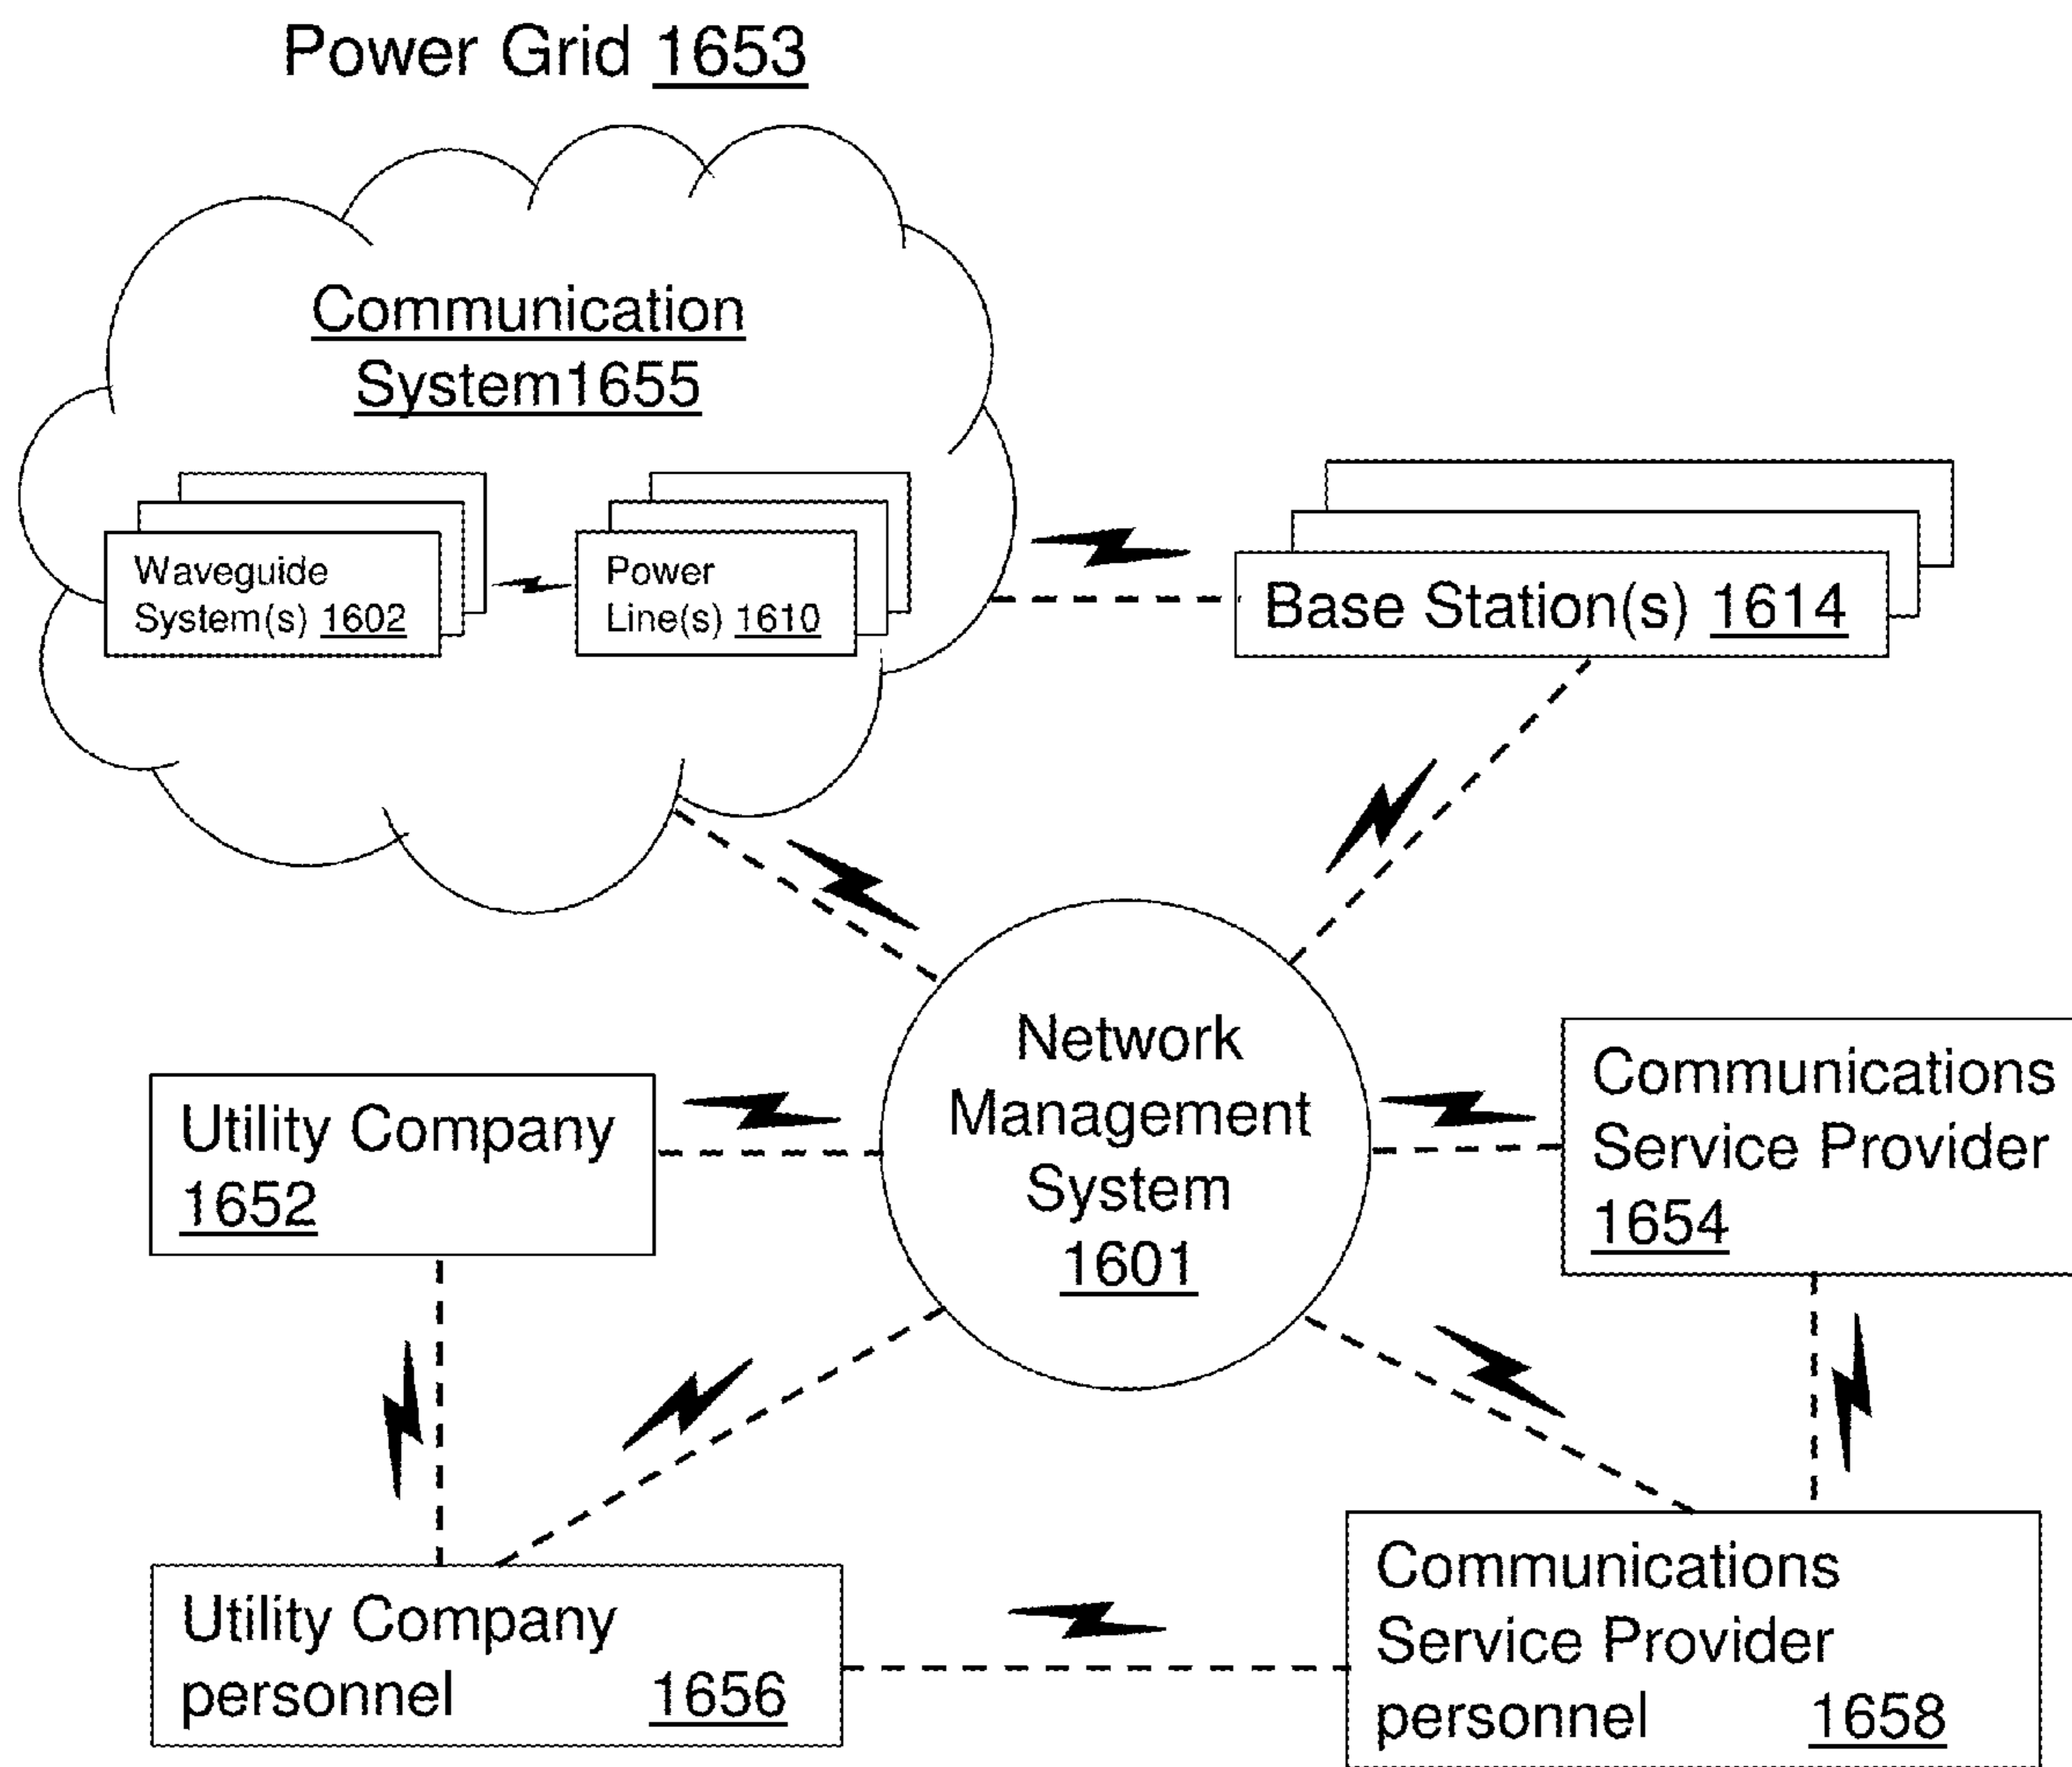 Power Grid 1653
Communication
System1655
Waveguide
System(s) 1602
Power
Line(s) 1610
Base Station(s) 1614
Network
Management
System
1601
Utility Company
1652
Communications
Service Provider
1654
Utility Company
personnel 1656
Communications
Service Provider
personnel 1658